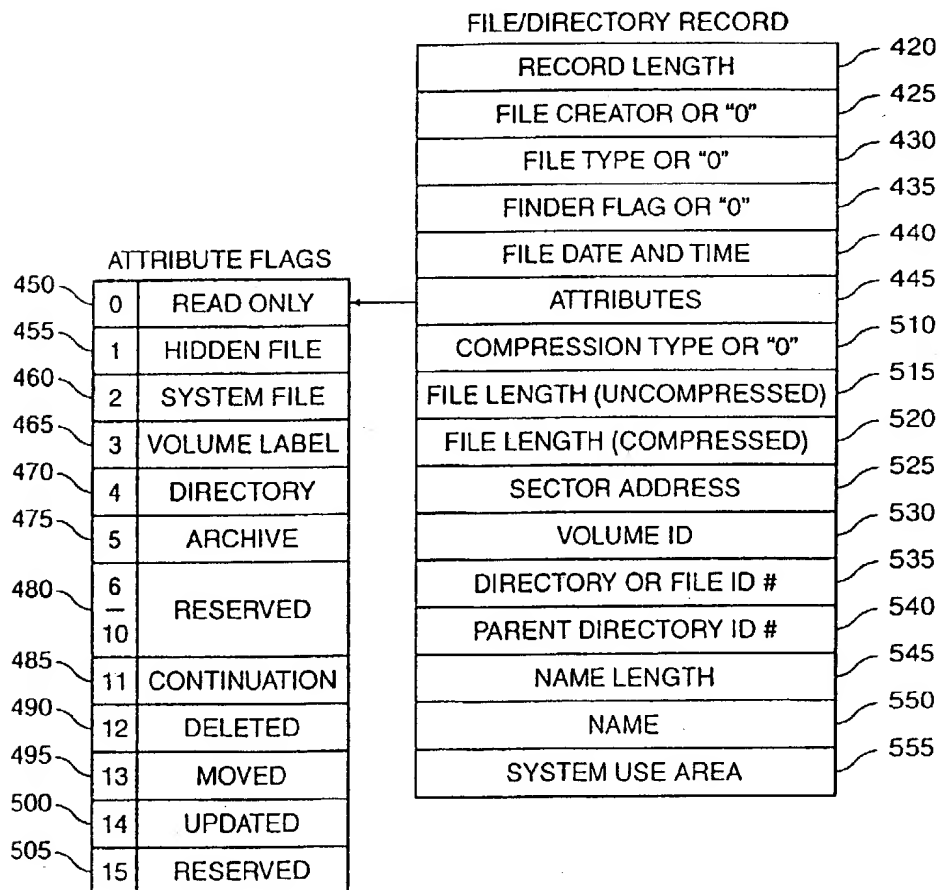 FILE/DIRECTORY RECORD
RECORD LENGTH 420
FILE CREATOR OR "0" 425
FILE TYPE OR "0" 430
FINDER FLAG OR "0" 435
FILE DATE AND TIME 440
ATTRIBUTES 445
COMPRESSION TYPE OR "0" 510
FILE LENGTH (UNCOMPRESSED) 515
FILE LENGTH (COMPRESSED) 520
SECTOR ADDRESS 525
VOLUME ID 530
DIRECTORY OR FILE ID # 535
PARENT DIRECTORY ID # 540
NAME LENGTH 545
NAME 550
SYSTEM USE AREA 555
ATTRIBUTE FLAGS
450 0 READ ONLY
455 1 HIDDEN FILE
460 2 SYSTEM FILE
465 3 VOLUME LABEL
470 4 DIRECTORY
475 5 ARCHIVE
480 6 — 10 RESERVED
485 11 CONTINUATION
490 12 DELETED
495 13 MOVED
500 14 UPDATED
505 15 RESERVED